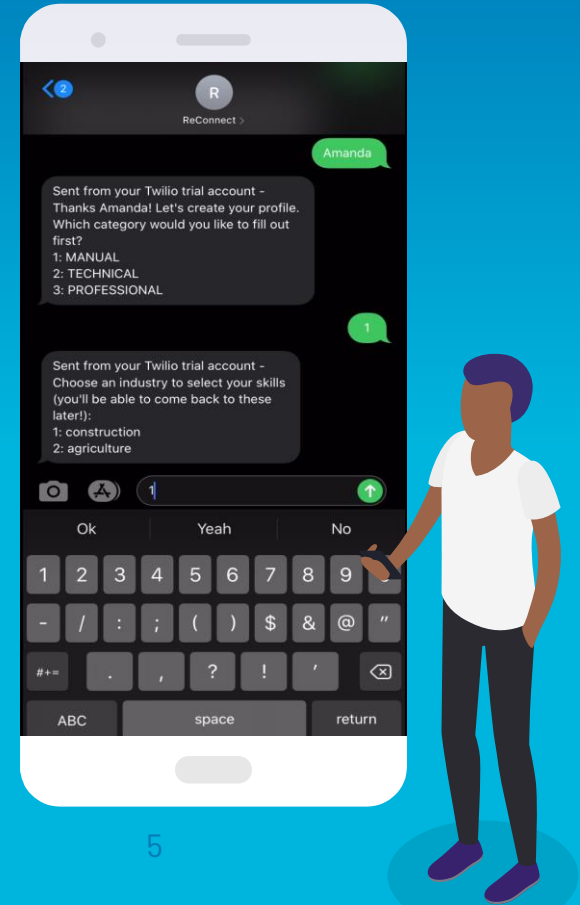 2
R
ReConnect >
Amanda
Sent from your Twilio trial account -
Thanks Amanda! Let's create your profile.
Which category would you like to fill out
first?
1: MANUAL
2: TECHNICAL
3: PROFESSIONAL
1
Sent from your Twilio trial account -
Choose an industry to select your skills
(you'll be able to come back to these
later!):
1: construction
2: agriculture
1
Ok Yeah No
1 2 3 4 5 6 7 8 9
- / : ; ( ) $ & @ "
#+= . , ? ! '
ABC space return
5